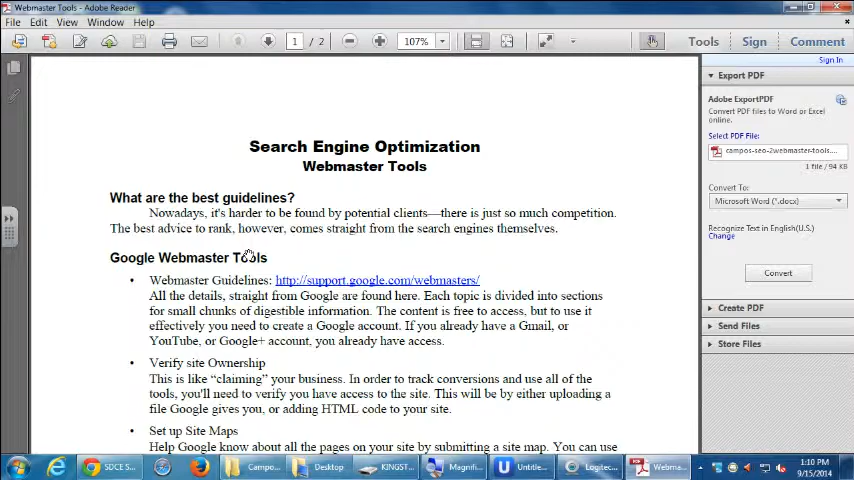 Webmaster Tools - Adobe Reader
File Edit View Window Help
1 / 2 107% Tools Sign Comment
Sign In
Export PDF
Adobe ExportPDF
Convert PDF files to Word or Excel
online.
Select PDF File:
campos-seo-2webmaster-tools....
1 file / 94 KB
Convert To:
Microsoft Word (*.docx)
Recognize Text in English(U.S.)
Change
Convert
Create PDF
Send Files
Store Files
Search Engine Optimization
Webmaster Tools
What are the best guidelines?
Nowadays, it's harder to be found by potential clients—there is just so much competition.
The best advice to rank, however, comes straight from the search engines themselves.
Google Webmaster Tools
• Webmaster Guidelines: http://support.google.com/webmasters/
All the details, straight from Google are found here. Each topic is divided into sections
for small chunks of digestible information. The content is free to access, but to use it
effectively you need to create a Google account. If you already have a Gmail, or
YouTube, or Google+ account, you already have access.
• Verify site Ownership
This is like “claiming” your business. In order to track conversions and use all of the
tools, you'll need to verify you have access to the site. This will be by either uploading a
file Google gives you, or adding HTML code to your site.
• Set up Site Maps
Help Google know about all the pages on your site by submitting a site map. You can use
SDCE S... Campo... Desktop KINGST... Magnifi... Untitle... Logitec... Webma...
1:10 PM
9/15/2014